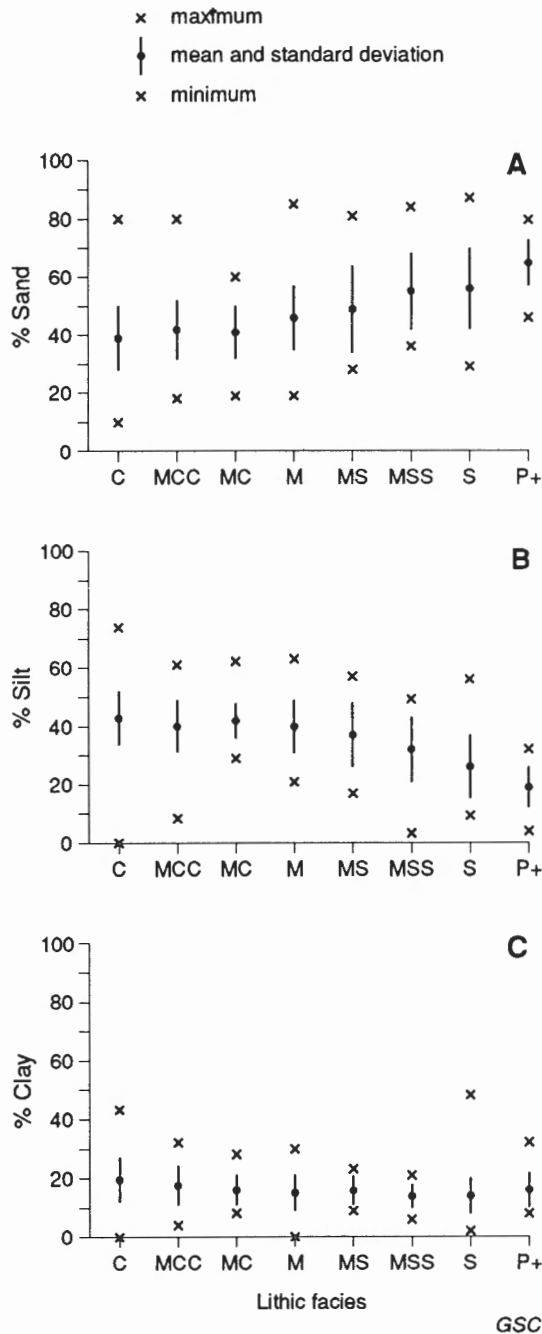 maximum
mean and standard deviation
minimum
A
% Sand
100
80
60
40
20
0
C MCC MC M MS MSS S P+
B
% Silt
100
80
60
40
20
0
C MCC MC M MS MSS S P+
C
% Clay
100
80
60
40
20
0
C MCC MC M MS MSS S P+
Lithic facies
GSC